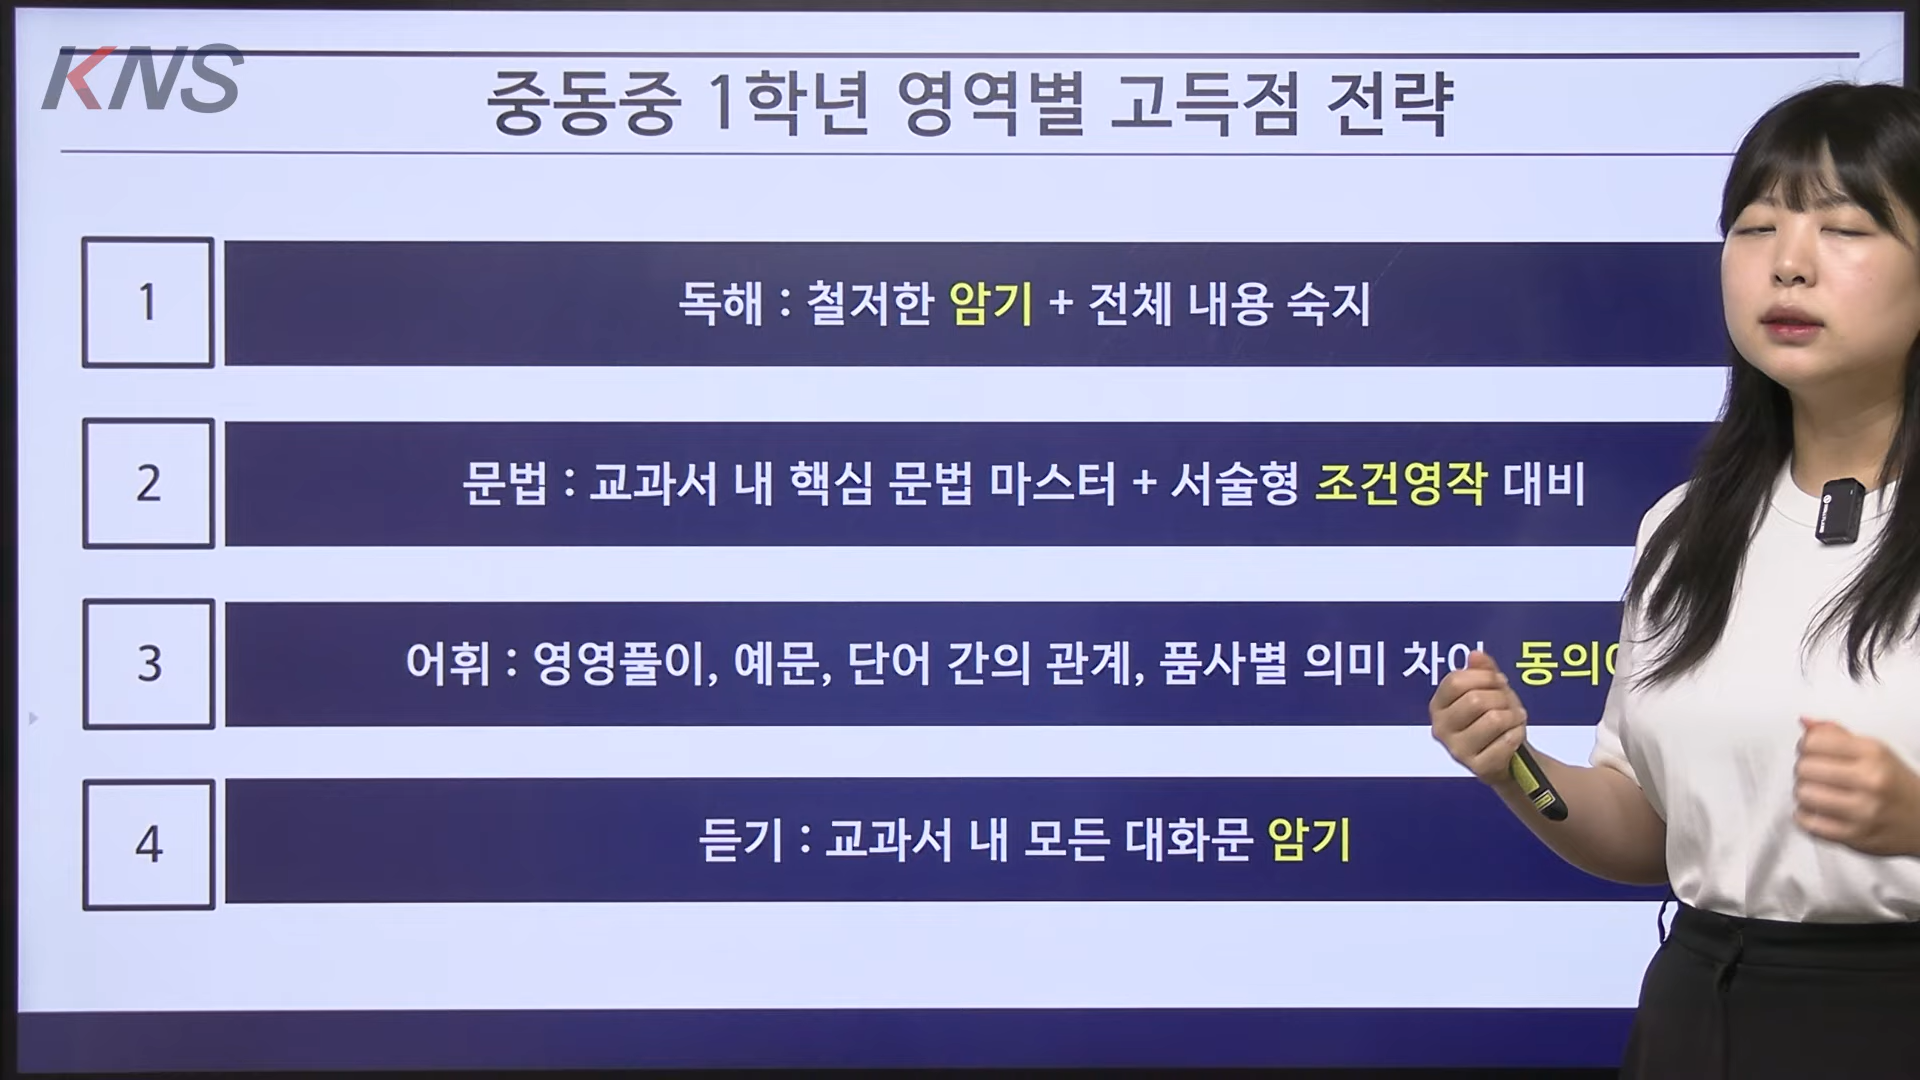 KNS
중동중 1학년 영역별 고득점 전략
1
독해 : 철저한 암기 + 전체 내용 숙지
2
문법 : 교과서 내 핵심 문법 마스터 + 서술형 조건영작 대비
3
어휘 : 영영풀이, 예문, 단어 간의 관계, 품사별 의미 차이,
4
듣기 : 교과서 내 모든 대화문 암기